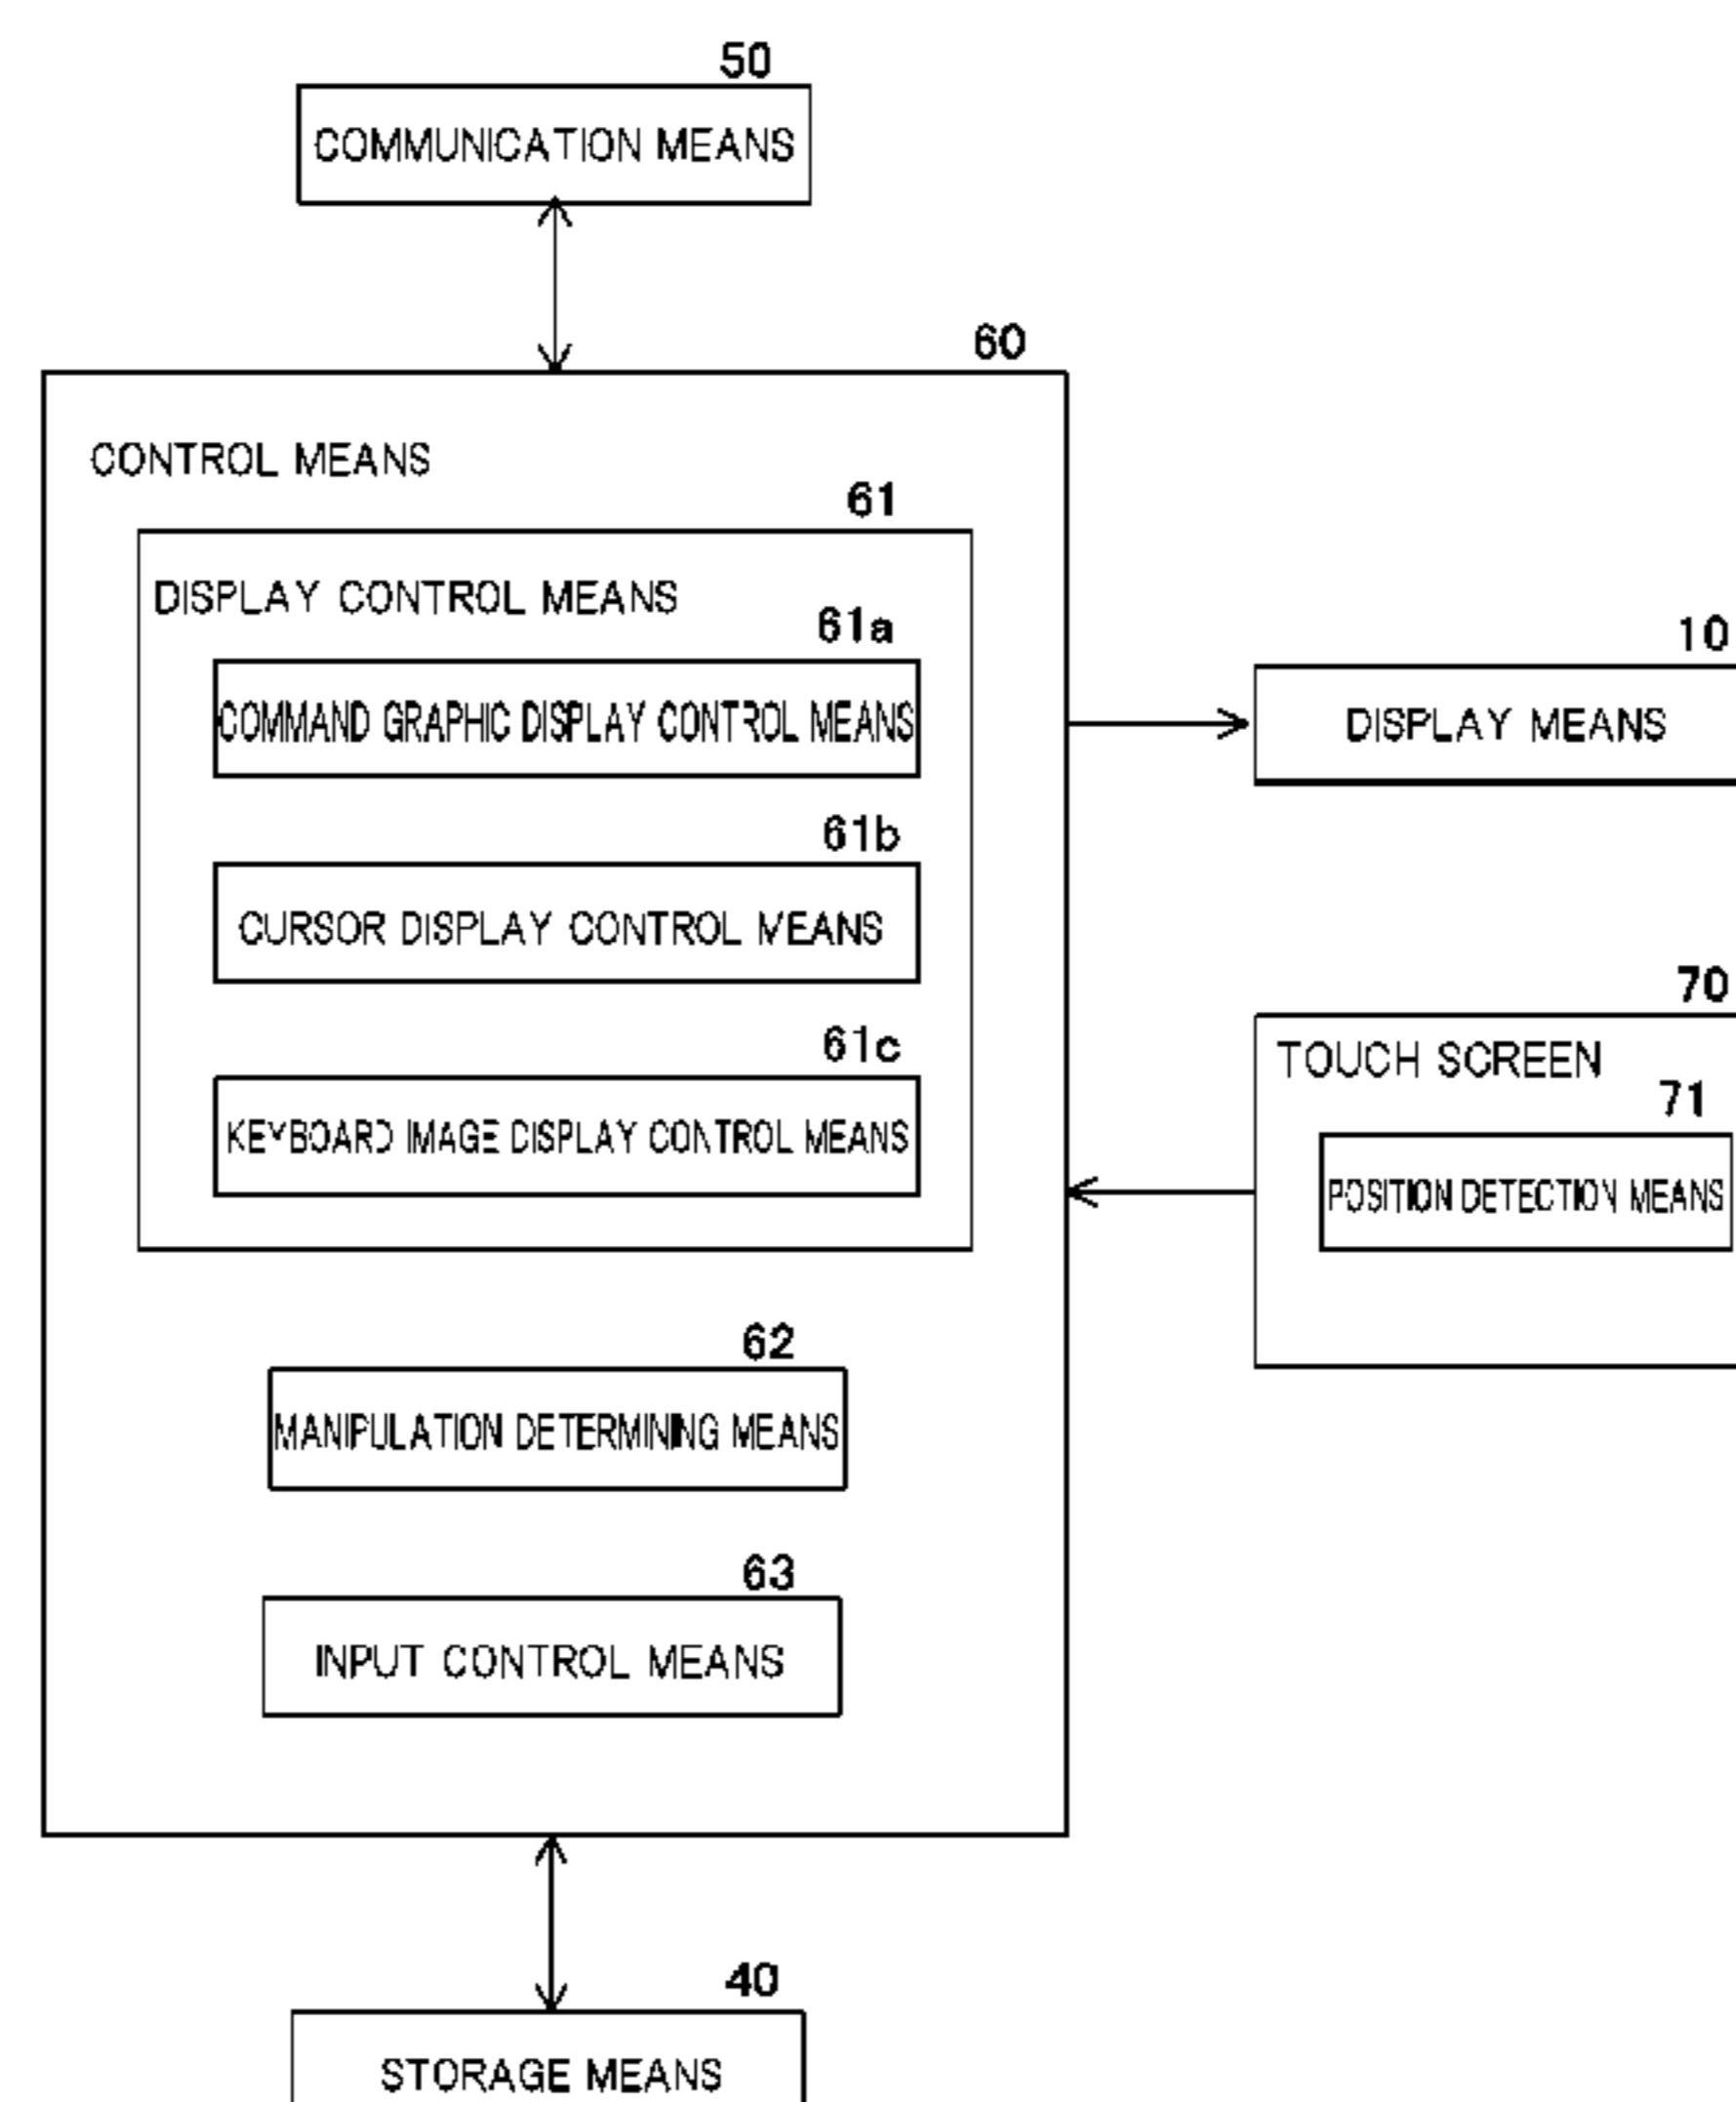 50
COMMUNICATION MEANS
60
CONTROL MEANS
61
DISPLAY CONTROL MEANS
61a
COMMAND GRAPHIC DISPLAY CONTROL MEANS
61b
CURSOR DISPLAY CONTROL MEANS
61c
KEYBOARD IMAGE DISPLAY CONTROL MEANS
62
MANIPULATION DETERMINING MEANS
63
INPUT CONTROL MEANS
10
DISPLAY MEANS
70
TOUCH SCREEN
71
POSITION DETECTION MEANS
40
STORAGE MEANS